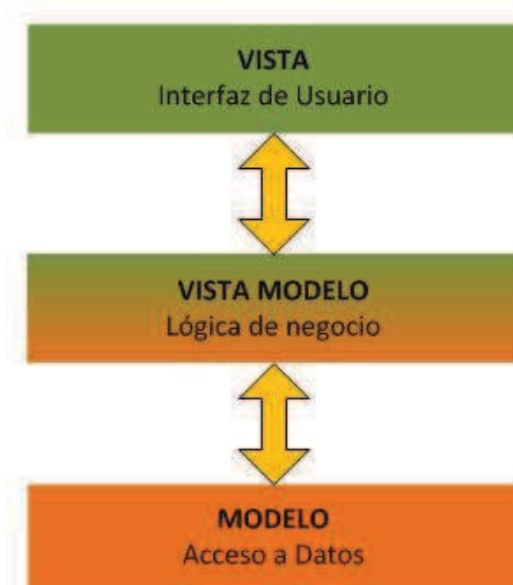 VISTA
Interfaz de Usuario
VISTA MODELO
Lógica de negocio
MODELO
Acceso a Datos